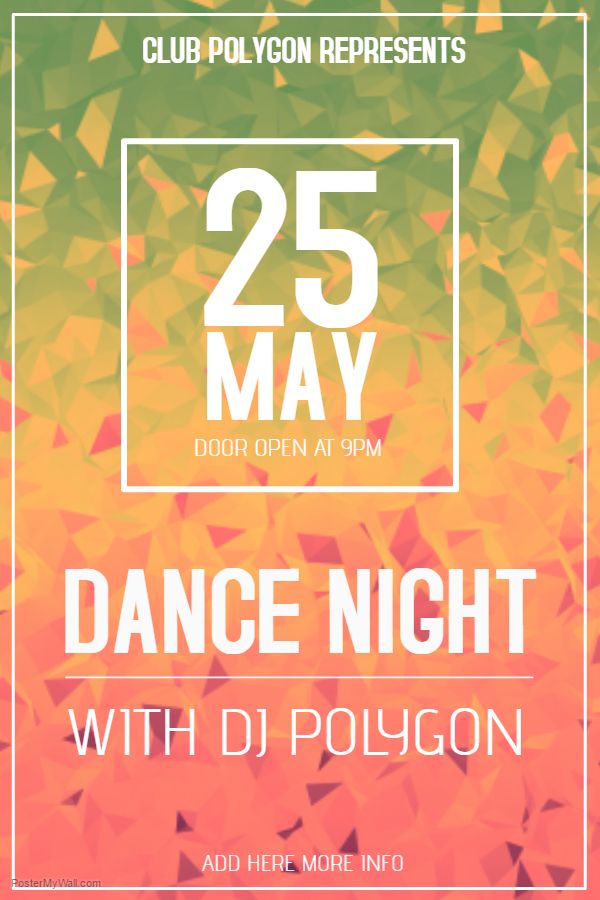 CLUB POLYGON REPRESENTS
25
MAY
DOOR OPEN AT 9PM
DANCE NIGHT
WITH DJ POLYGON
ADD HERE MORE INFO
PosterMyWall.com